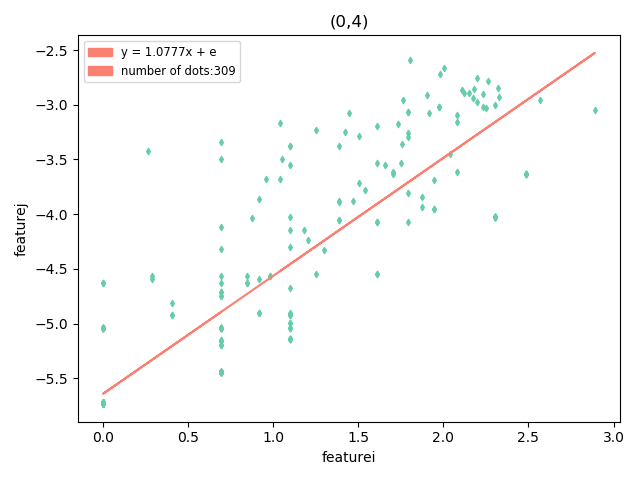 (0,4)
y = 1.0777x + e
number of dots:309
−2.5
−3.0
−3.5
−4.0
−4.5
−5.0
−5.5
featurej
0.0 0.5 1.0 1.5 2.0 2.5 3.0
featurei